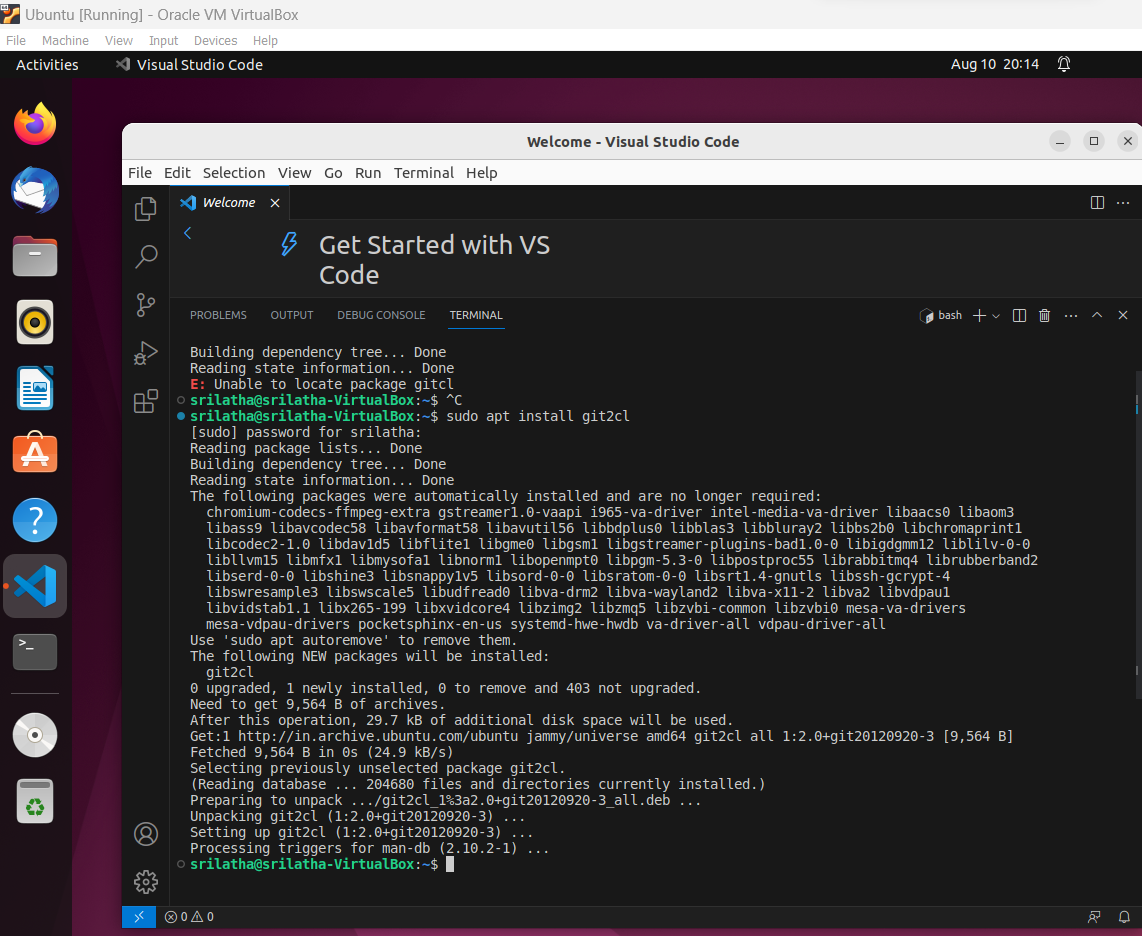 Ubuntu [Running] - Oracle VM VirtualBox
File Machine View Input Devices Help
Activities Visual Studio Code Aug 10 20:14
Welcome - Visual Studio Code
File Edit Selection View Go Run Terminal Help
Welcome
Get Started with VS
Code
PROBLEMS OUTPUT DEBUG CONSOLE TERMINAL bash
Building dependency tree... Done
Reading state information... Done
E: Unable to locate package gitcl
srilatha@srilatha-VirtualBox:~$ ^C
srilatha@srilatha-VirtualBox:~$ sudo apt install git2cl
[sudo] password for srilatha:
Reading package lists... Done
Building dependency tree... Done
Reading state information... Done
The following packages were automatically installed and are no longer required:
chromium-codecs-ffmpeg-extra gstreamer1.0-vaapi i965-va-driver intel-media-va-driver libaacs0 libaom3
libass9 libavcodec58 libavformat58 libavutil56 libbdplus0 libblas3 libbluray2 libbs2b0 libchromaprint1
libcodec2-1.0 libdav1d5 libflite1 libgme0 libgsm1 libgstreamer-plugins-bad1.0-0 libigdgmm12 liblilv-0-0
libllvm15 libmfx1 libmysofa1 libnorm1 libopenmpt0 libpgm-5.3-0 libpostproc55 librabbitmq4 librubberband2
libserd-0-0 libshine3 libsnappy1v5 libsord-0-0 libsratom-0-0 libsrt1.4-gnutls libssh-gcrypt-4
libswresample3 libswscale5 libudfread0 libva-drm2 libva-wayland2 libva-x11-2 libva2 libvdpau1
libvidstab1.1 libx265-199 libxvidcore4 libzimg2 libzmq5 libzvbi-common libzvbi0 mesa-va-drivers
mesa-vdpau-drivers pocketsphinx-en-us systemd-hwe-hwdb va-driver-all vdpau-driver-all
Use 'sudo apt autoremove' to remove them.
The following NEW packages will be installed:
git2cl
0 upgraded, 1 newly installed, 0 to remove and 403 not upgraded.
Need to get 9,564 B of archives.
After this operation, 29.7 kB of additional disk space will be used.
Get:1 http://in.archive.ubuntu.com/ubuntu jammy/universe amd64 git2cl all 1:2.0+git20120920-3 [9,564 B]
Fetched 9,564 B in 0s (24.9 kB/s)
Selecting previously unselected package git2cl.
(Reading database ... 204680 files and directories currently installed.)
Preparing to unpack .../git2cl_1%3a2.0+git20120920-3_all.deb ...
Unpacking git2cl (1:2.0+git20120920-3) ...
Setting up git2cl (1:2.0+git20120920-3) ...
Processing triggers for man-db (2.10.2-1) ...
srilatha@srilatha-VirtualBox:~$
0 0